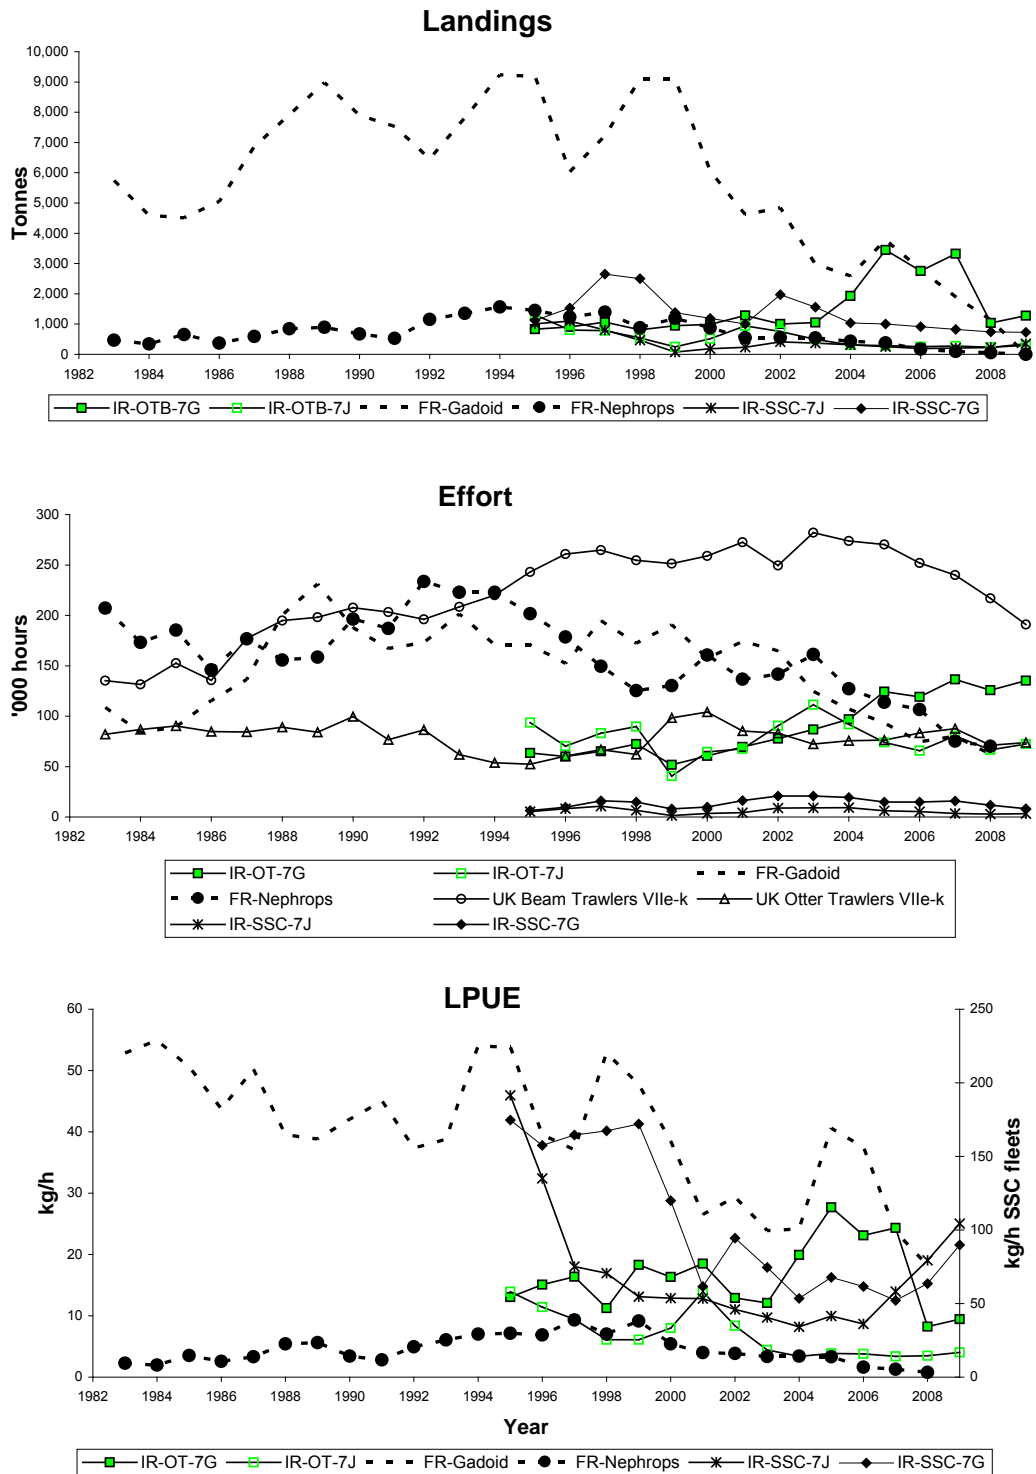 Landings
10,000
9,000
8,000
7,000
6,000
5,000
4,000
3,000
2,000
1,000
0
Tonnes
1982 1984 1986 1988 1990 1992 1994 1996 1998 2000 2002 2004 2006 2008
IR-OTB-7G IR-OTB-7J FR-Gadoid FR-Nephrops IR-SSC-7J IR-SSC-7G
Effort
300
250
200
150
100
50
0
'000 hours
1982 1984 1986 1988 1990 1992 1994 1996 1998 2000 2002 2004 2006 2008
IR-OT-7G IR-OT-7J FR-Gadoid
FR-Nephrops UK Beam Trawlers VIIe-k UK Otter Trawlers VIIe-k
IR-SSC-7J IR-SSC-7G
LPUE
60 250
50 200
40 150
30
20 100
10 50
0 0
kg/h
kg/h SSC fleets
1982 1984 1986 1988 1990 1992 1994 1996 1998 2000 2002 2004 2006 2008
Year
IR-OT-7G IR-OT-7J FR-Gadoid FR-Nephrops IR-SSC-7J IR-SSC-7G